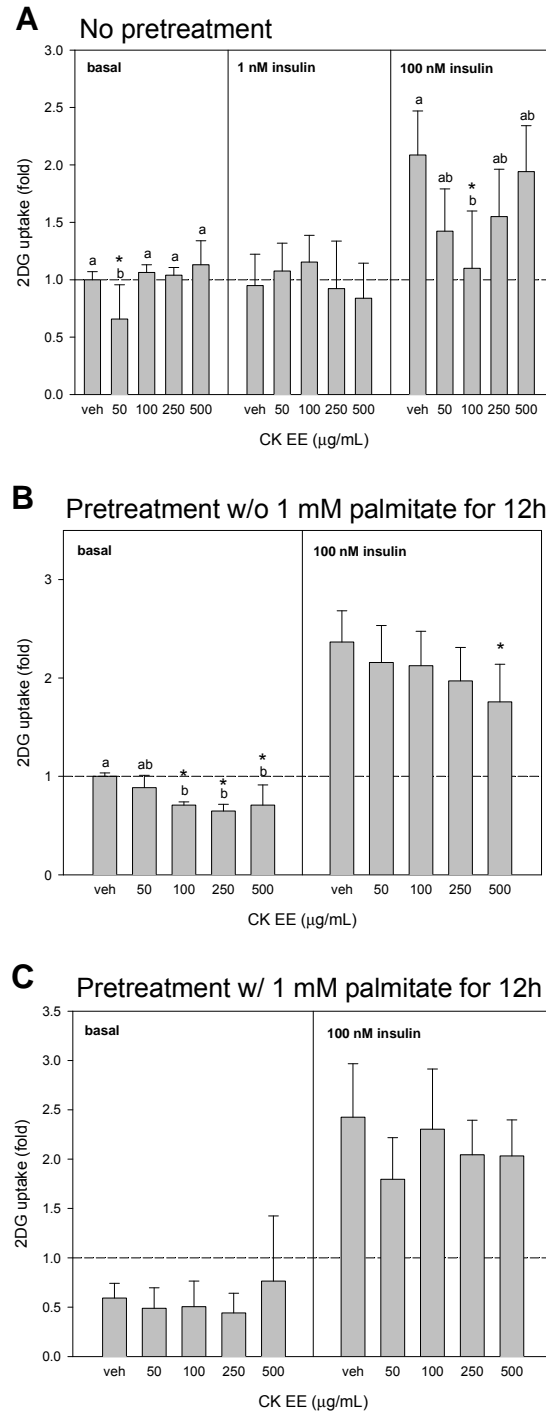 A No pretreatment
3.0
2.5
2.0
1.5
1.0
0.5
0.0
2DG uptake (fold)
basal
1 nM insulin
100 nM insulin
a
* b
a
a
a
a
ab
* b
ab
ab
veh 50 100 250 500 veh 50 100 250 500 veh 50 100 250 500
CK EE (μg/mL)
B Pretreatment w/o 1 mM palmitate for 12h
3
2
1
0
2DG uptake (fold)
basal
100 nM insulin
a
ab
* b
* b
* b
*
veh 50 100 250 500 veh 50 100 250 500
CK EE (μg/mL)
C Pretreatment w/ 1 mM palmitate for 12h
3.5
3.0
2.5
2.0
1.5
1.0
0.5
0.0
2DG uptake (fold)
basal
100 nM insulin
veh 50 100 250 500 veh 50 100 250 500
CK EE (μg/mL)